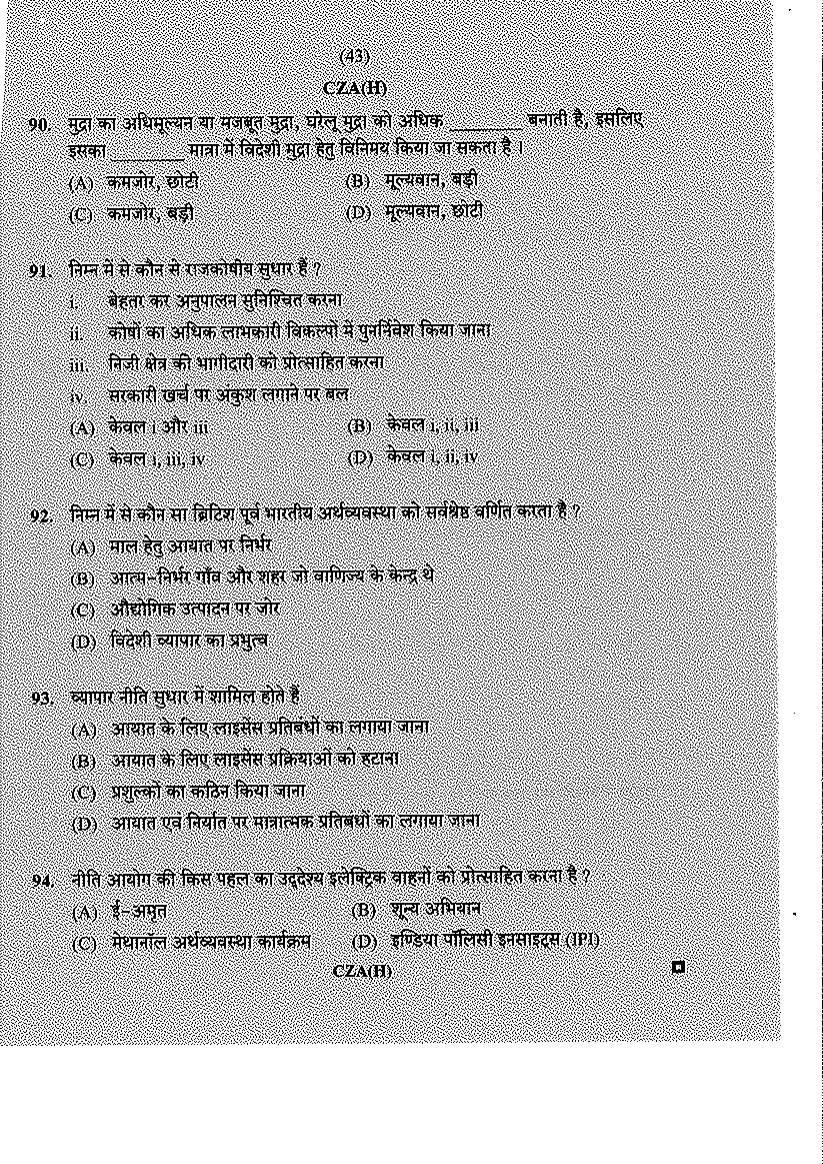 (43)
CZA(H)
90. मुद्रा का अधिमूल्यन या मजबूत मुद्रा, घरेलू मुद्रा को अधिक ________ बनाती है, इसलिए
इसका ________ मात्रा में विदेशी मुद्रा हेतु विनिमय किया जा सकता है ।
(A) कमजोर, छोटी (B) मूल्यवान, बड़ी
(C) कमजोर, बड़ी (D) मूल्यवान, छोटी
91. निम्न में से कौन से राजकोषीय सुधार हैं ?
i. बेहतर कर अनुपालन सुनिश्चित करना
ii. कोषों का अधिक लाभकारी विकल्पों में पुनर्निवेश किया जाना
iii. निजी क्षेत्र की भागीदारी को प्रोत्साहित करना
iv. सरकारी खर्च पर अंकुश लगाने पर बल
(A) केवल i और iii (B) केवल i, ii, iii
(C) केवल i, iii, iv (D) केवल i, ii, iv
92. निम्न में से कौन सा ब्रिटिश पूर्व भारतीय अर्थव्यवस्था को सर्वश्रेष्ठ वर्णित करता है ?
(A) माल हेतु आयात पर निर्भर
(B) आत्म-निर्भर गाँव और शहर जो वाणिज्य के केन्द्र थे
(C) औद्योगिक उत्पादन पर जोर
(D) विदेशी व्यापार का प्रभुत्व
93. व्यापार नीति सुधार में शामिल होते हैं
(A) आयात के लिए लाइसेंस प्रतिबंधों का लगाया जाना
(B) आयात के लिए लाइसेंस प्रक्रियाओं को हटाना
(C) प्रशुल्कों का कठिन किया जाना
(D) आयात एवं निर्यात पर मात्रात्मक प्रतिबंधों का लगाया जाना
94. नीति आयोग की किस पहल का उद्देश्य इलेक्ट्रिक वाहनों को प्रोत्साहित करना है ?
(A) ई-अमृत (B) शून्य अभियान
(C) मेथानॉल अर्थव्यवस्था कार्यक्रम (D) इण्डिया पॉलिसी इनसाइट्स (IPI)
CZA(H)